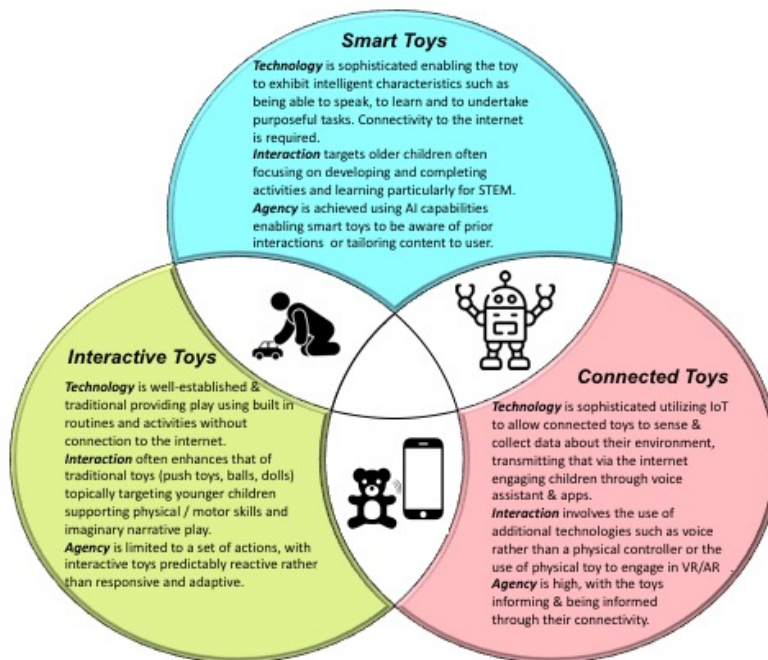 Smart Toys
Technology is sophisticated enabling the toy
to exhibit intelligent characteristics such as
being able to speak, to learn and to undertake
purposeful tasks. Connectivity to the internet
is required.
Interaction targets older children often
focusing on developing and completing
activities and learning particularly for STEM.
Agency is achieved using AI capabilities
enabling smart toys to be aware of prior
interactions or tailoring content to user.
Interactive Toys
Technology is well-established &
traditional providing play using built in
routines and activities without
connection to the internet.
Interaction often enhances that of
traditional toys (push toys, balls, dolls)
topically targeting younger children
supporting physical / motor skills and
imaginary narrative play.
Agency is limited to a set of actions, with
interactive toys predictably reactive rather
than responsive and adaptive.
Connected Toys
Technology is sophisticated utilizing IoT
to allow connected toys to sense &
collect data about their environment,
transmitting that via the internet
engaging children through voice
assistant & apps.
Interaction involves the use of
additional technologies such as voice
rather than a physical controller or the
use of physical toy to engage in VR/AR
Agency is high, with the toys
informing & being informed
through their connectivity.